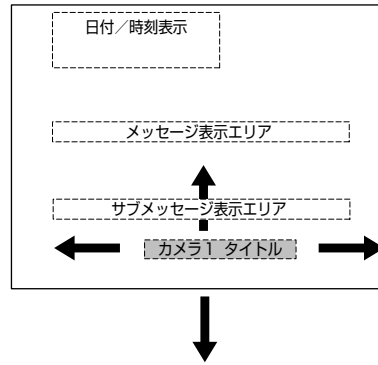 日付／時刻表示
メッセージ表示エリア
サブメッセージ表示エリア
カメラ1 タイトル